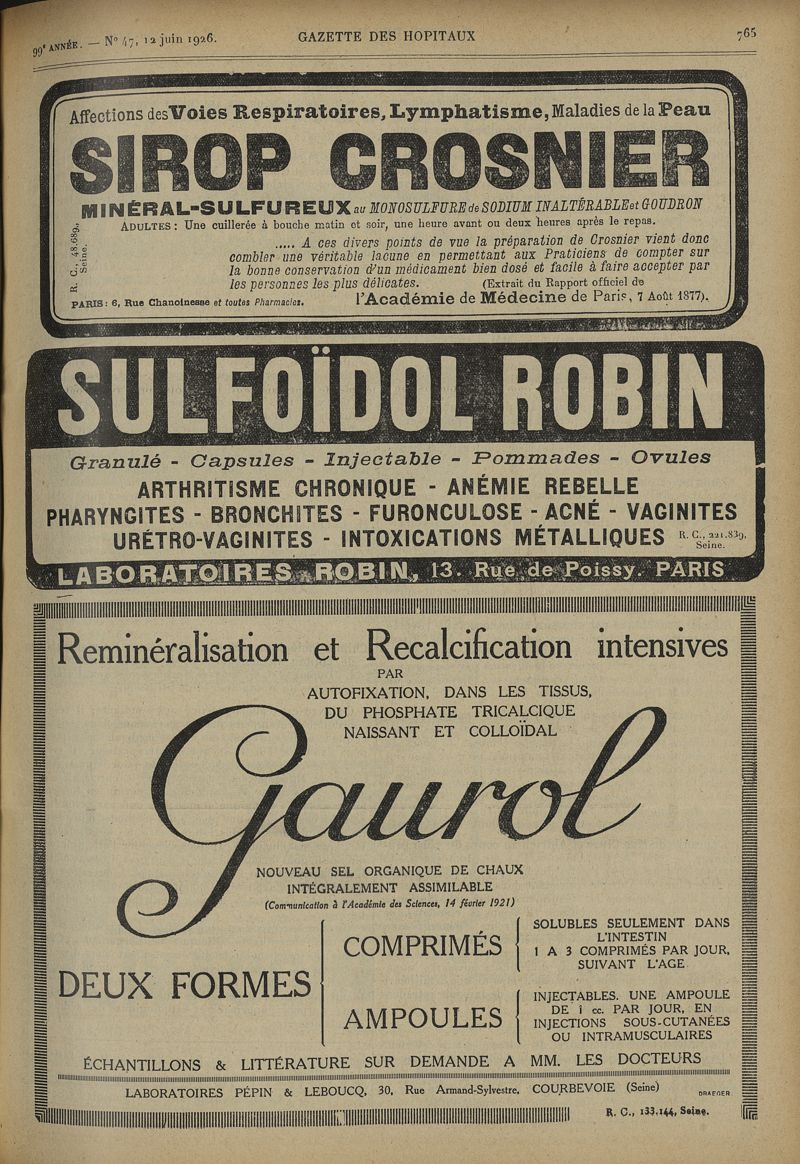 99e ANNÉE. — No 47, 12 juin 1926.
GAZETTE DES HOPITAUX
765
Affections des Voies Respiratoires, Lymphatisme, Maladies de la Peau
SIROP CROSNIER
MINÉRAL-SULFUREUX au MONOSULFURE de SODIUM INALTÉRABLE et GOUDRON
ADULTES : Une cuillerée à bouche matin et soir, une heure avant ou deux heures après le repas.
..... A ces divers points de vue la préparation de Crosnier vient donc
combler une véritable lacune en permettant aux Praticiens de compter sur
la bonne conservation d'un médicament bien dosé et facile à faire accepter par
les personnes les plus délicates. (Extrait du Rapport officiel de
l'Académie de Médecine de Paris, 7 Août 1877).
R. C., 48.689,
Seine.
PARIS : 6, Rue Chanoinesse et toutes Pharmacies.
SULFOÏDOL ROBIN
Granulé - Capsules - Injectable - Pommades - Ovules
ARTHRITISME CHRONIQUE - ANÉMIE REBELLE
PHARYNGITES - BRONCHITES - FURONCULOSE - ACNÉ - VAGINITES
URÉTRO-VAGINITES - INTOXICATIONS MÉTALLIQUES
R. C., 221.839,
Seine.
LABORATOIRES ROBIN, 13. Rue de Poissy. PARIS
Reminéralisation et Recalcification intensives
PAR
AUTOFIXATION, DANS LES TISSUS,
DU PHOSPHATE TRICALCIQUE
NAISSANT ET COLLOÏDAL
Gaurol
NOUVEAU SEL ORGANIQUE DE CHAUX
INTÉGRALEMENT ASSIMILABLE
(Communication à l'Académie des Sciences, 14 février 1921)
DEUX FORMES
COMPRIMÉS
SOLUBLES SEULEMENT DANS
L'INTESTIN
1 A 3 COMPRIMÉS PAR JOUR,
SUIVANT L'AGE
AMPOULES
INJECTABLES. UNE AMPOULE
DE 1 cc. PAR JOUR, EN
INJECTIONS SOUS-CUTANÉES
OU INTRAMUSCULAIRES
ÉCHANTILLONS & LITTÉRATURE SUR DEMANDE A MM. LES DOCTEURS
LABORATOIRES PÉPIN & LEBOUCQ, 30, Rue Armand-Sylvestre, COURBEVOIE (Seine)
DRAEGER
R. C., 133.144, Seine.